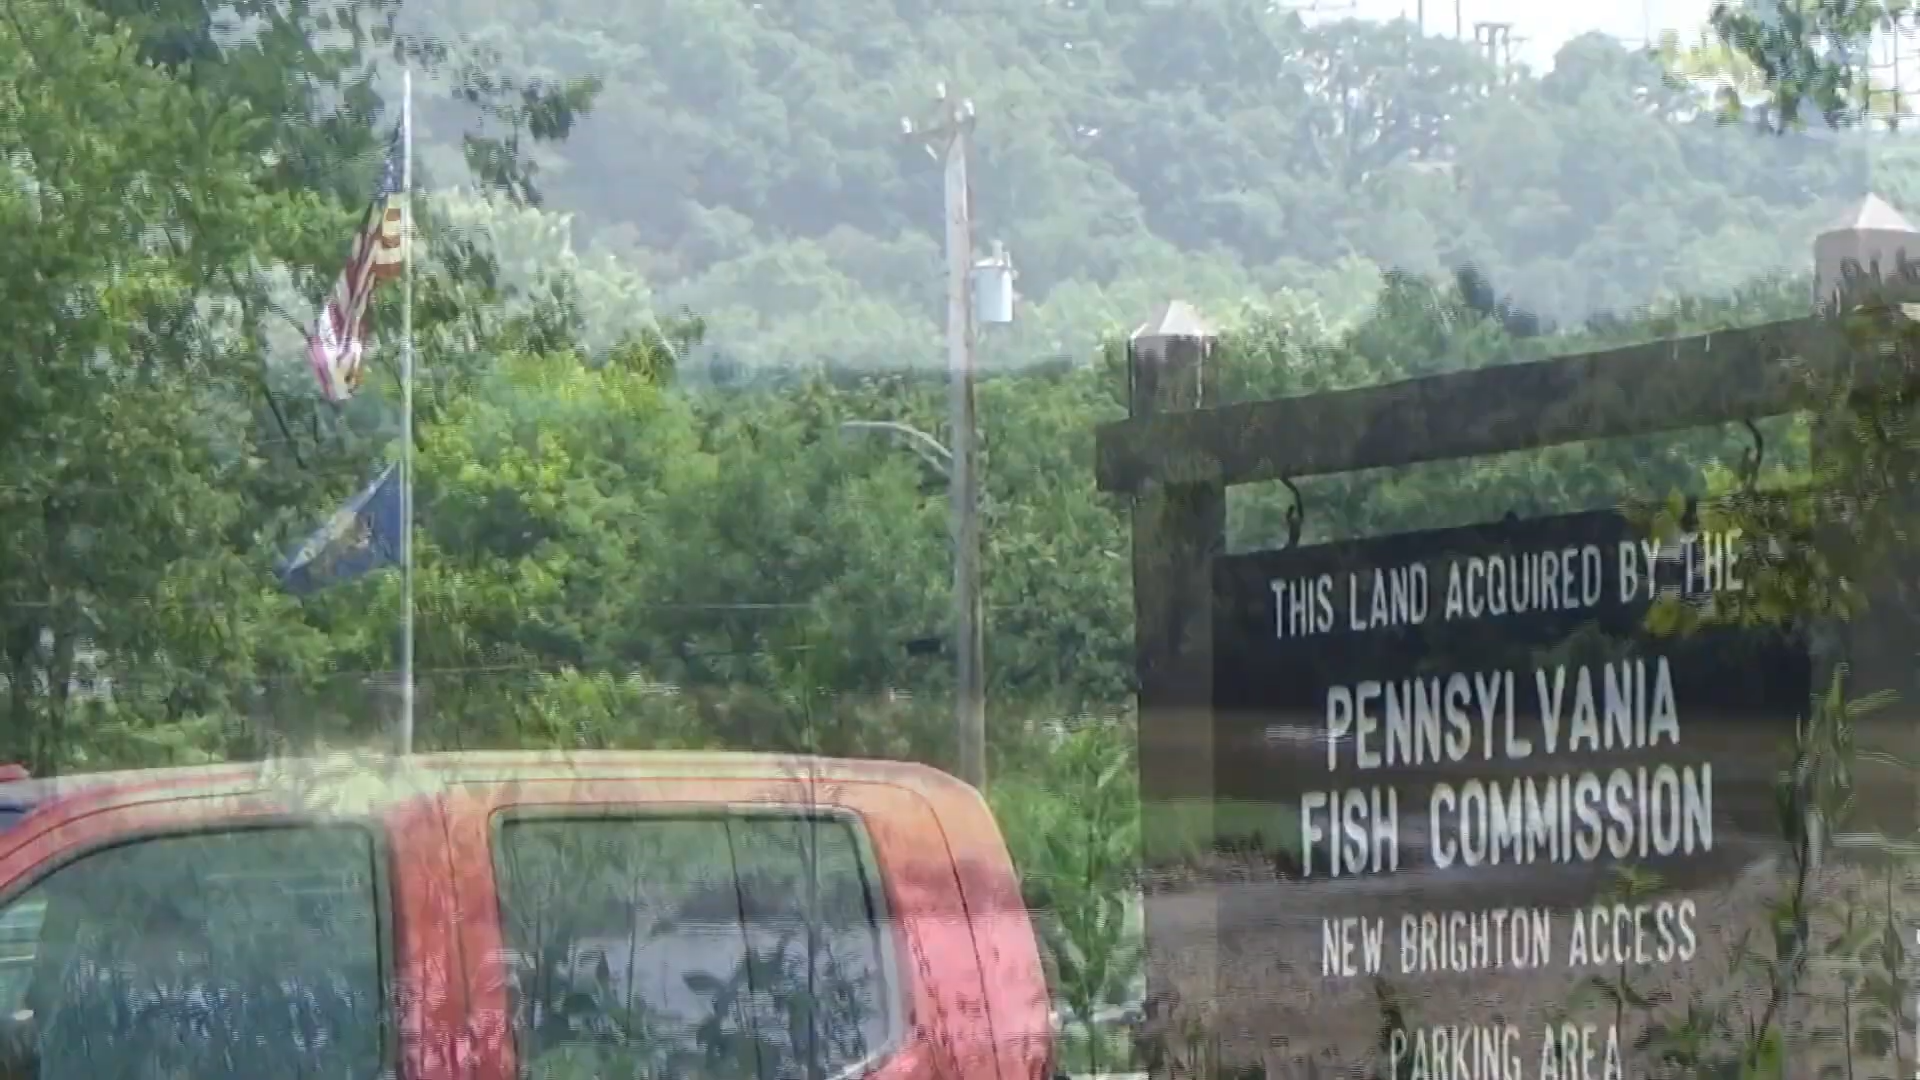 THIS LAND ACQUIRED BY THE
PENNSYLVANIA
FISH COMMISSION
NEW BRIGHTON ACCESS
PARKING AREA